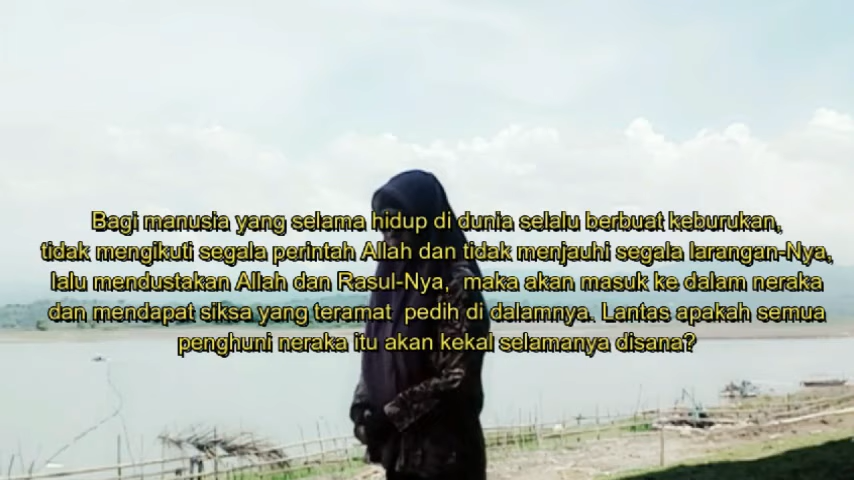 Bagi manusia yang selama hidup di dunia selalu berbuat keburukan,
tidak mengikuti segala perintah Allah dan tidak menjauhi segala larangan-Nya,
lalu mendustakan Allah dan Rasul-Nya, maka akan masuk ke dalam neraka
dan mendapat siksa yang teramat pedih di dalamnya. Lantas apakah semua
penghuni neraka itu akan kekal selamanya disana?